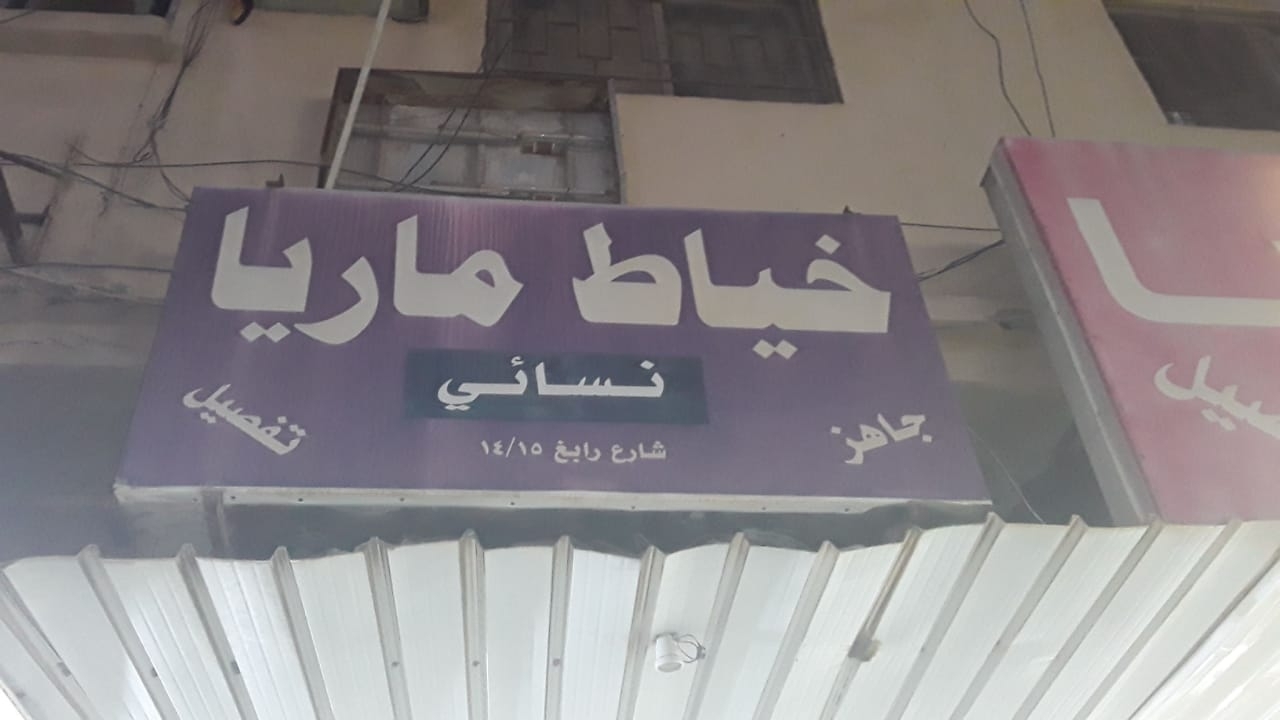 خياط ماريا
نسائي
جاهز
تفصيل
شارع رابغ ١٤/١٥